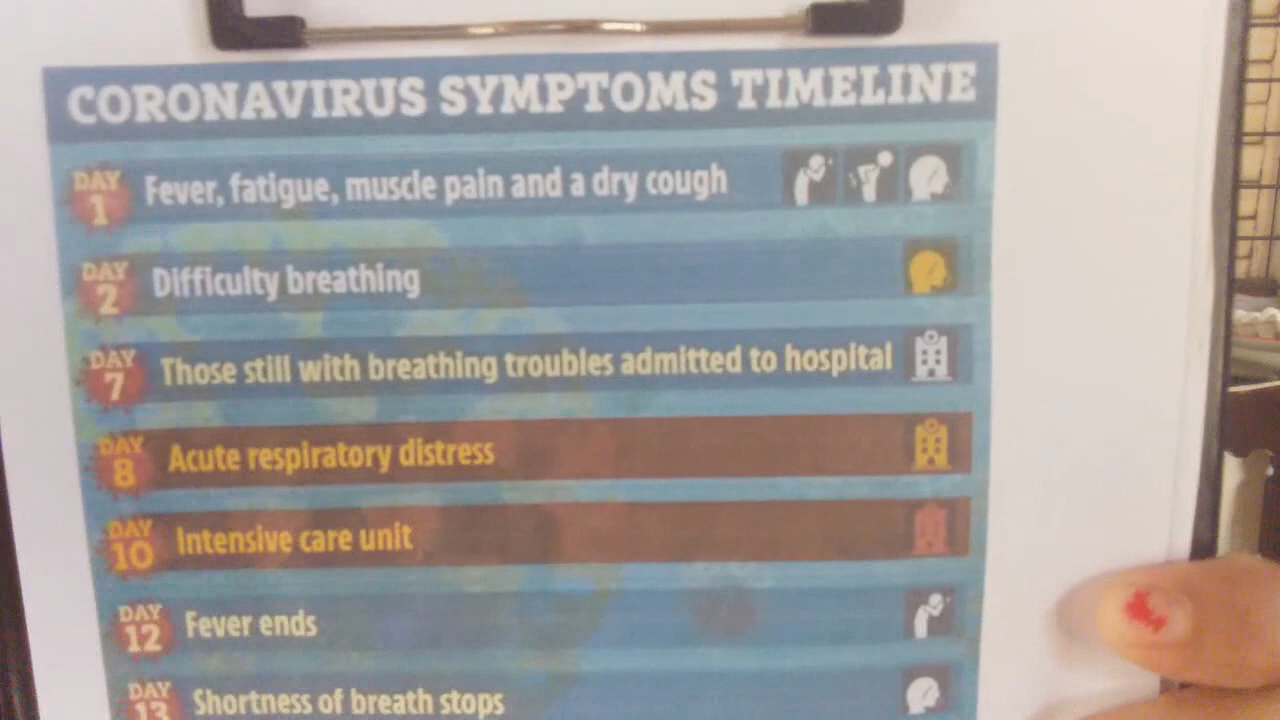 CORONAVIRUS SYMPTOMS TIMELINE
DAY 1 Fever, fatigue, muscle pain and a dry cough
DAY 2 Difficulty breathing
DAY 7 Those still with breathing troubles admitted to hospital
DAY 8 Acute respiratory distress
DAY 10 Intensive care unit
DAY 12 Fever ends
DAY 13 Shortness of breath stops